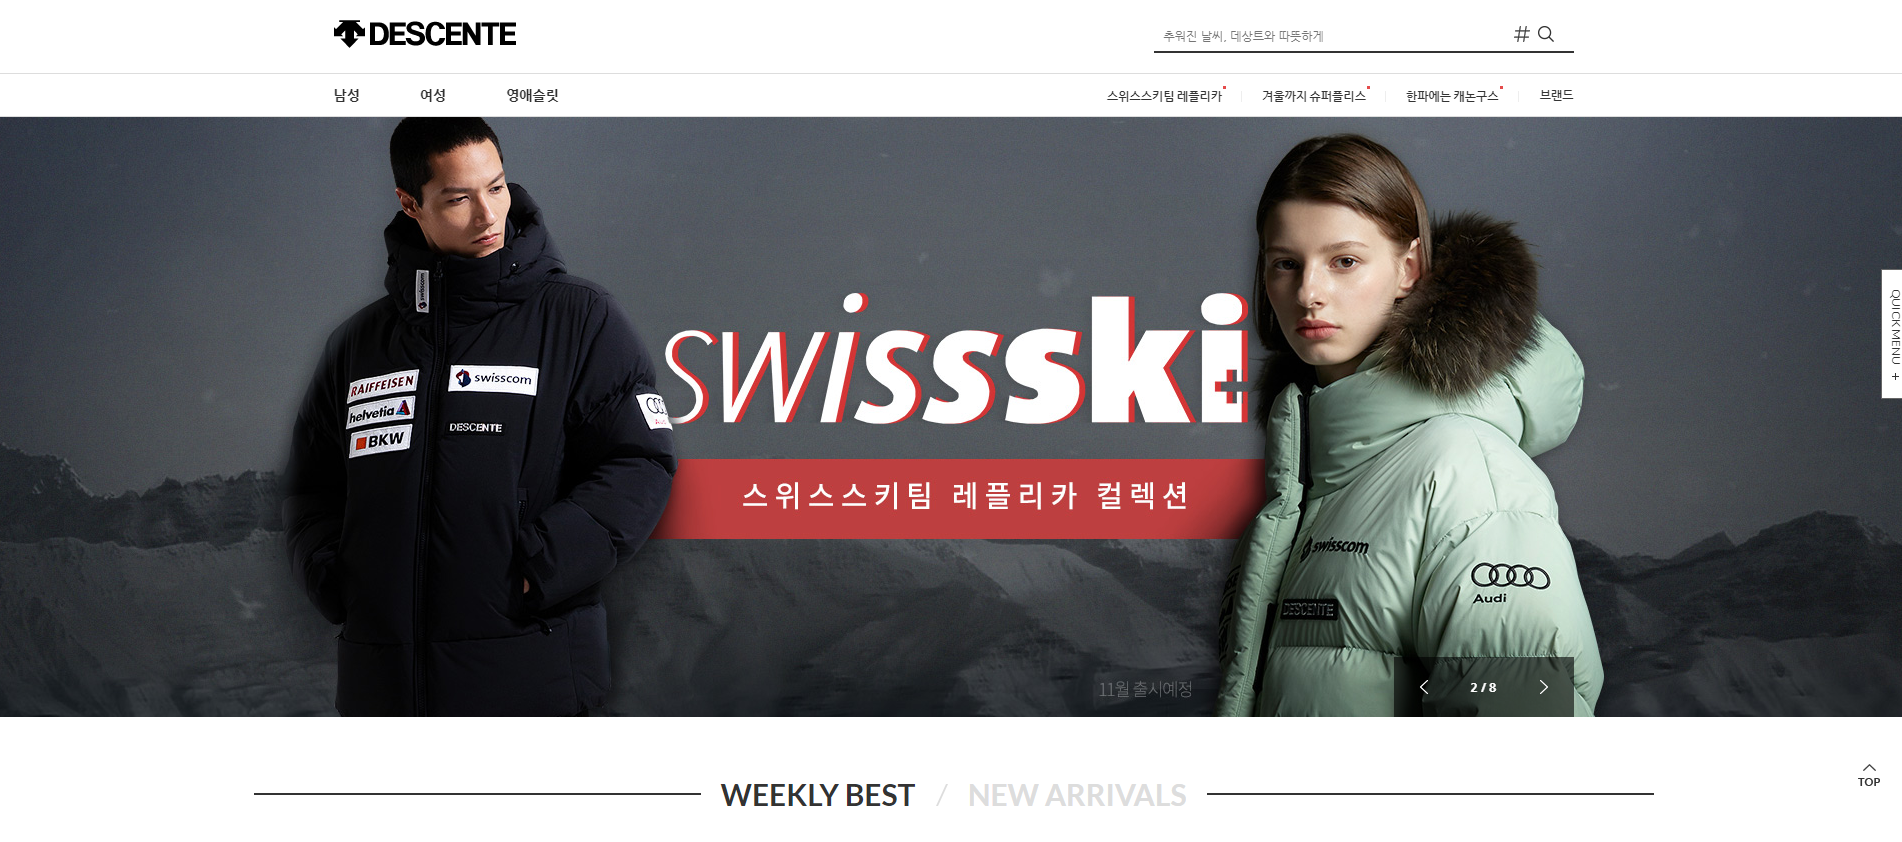 DESCENTE
추워진 날씨, 데상트와 따뜻하게
남성 여성 영애슬릿
스위스스키팀 레플리카 겨울까지 슈퍼플리스 한파에는 캐논구스 브랜드
swissski
스위스스키팀 레플리카 컬렉션
swisscom
RAIFFEISEN
helvetia
BKW
swisscom
DESCENTE
Audi
swisscom
Audi
DESCENTE
11월 출시예정
2 / 8
QUICK MENU +
WEEKLY BEST / NEW ARRIVALS
TOP